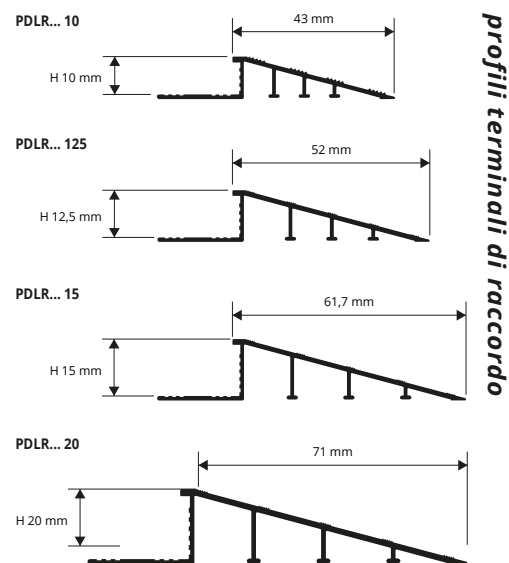 PDLR... 10
43 mm
H 10 mm
PDLR... 125
52 mm
H 12,5 mm
PDLR... 15
61,7 mm
H 15 mm
PDLR... 20
71 mm
H 20 mm
profili terminali di raccordo